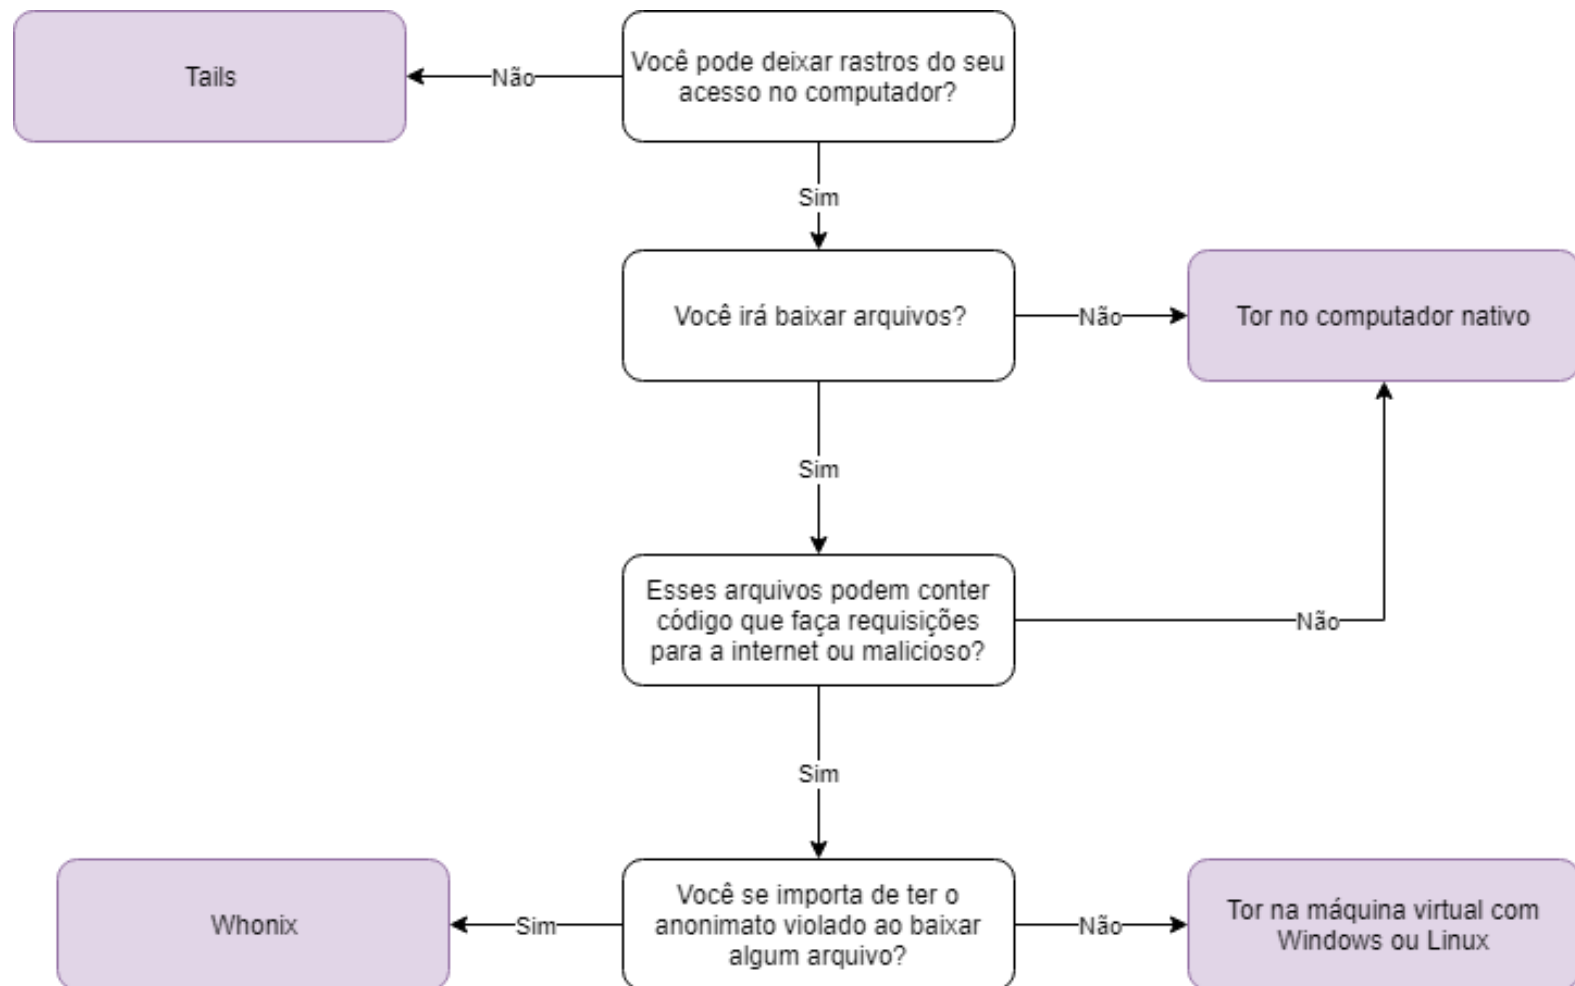 Tails
Não
Você pode deixar rastros do seu
acesso no computador?
Sim
Você irá baixar arquivos?
Não
Tor no computador nativo
Sim
Esses arquivos podem conter
código que faça requisições
para a internet ou malicioso?
Não
Sim
Whonix
Sim
Você se importa de ter o
anonimato violado ao baixar
algum arquivo?
Não
Tor na máquina virtual com
Windows ou Linux